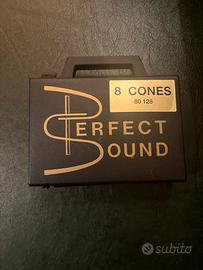 8 CONES
80 128
PERFECT
SOUND
subito